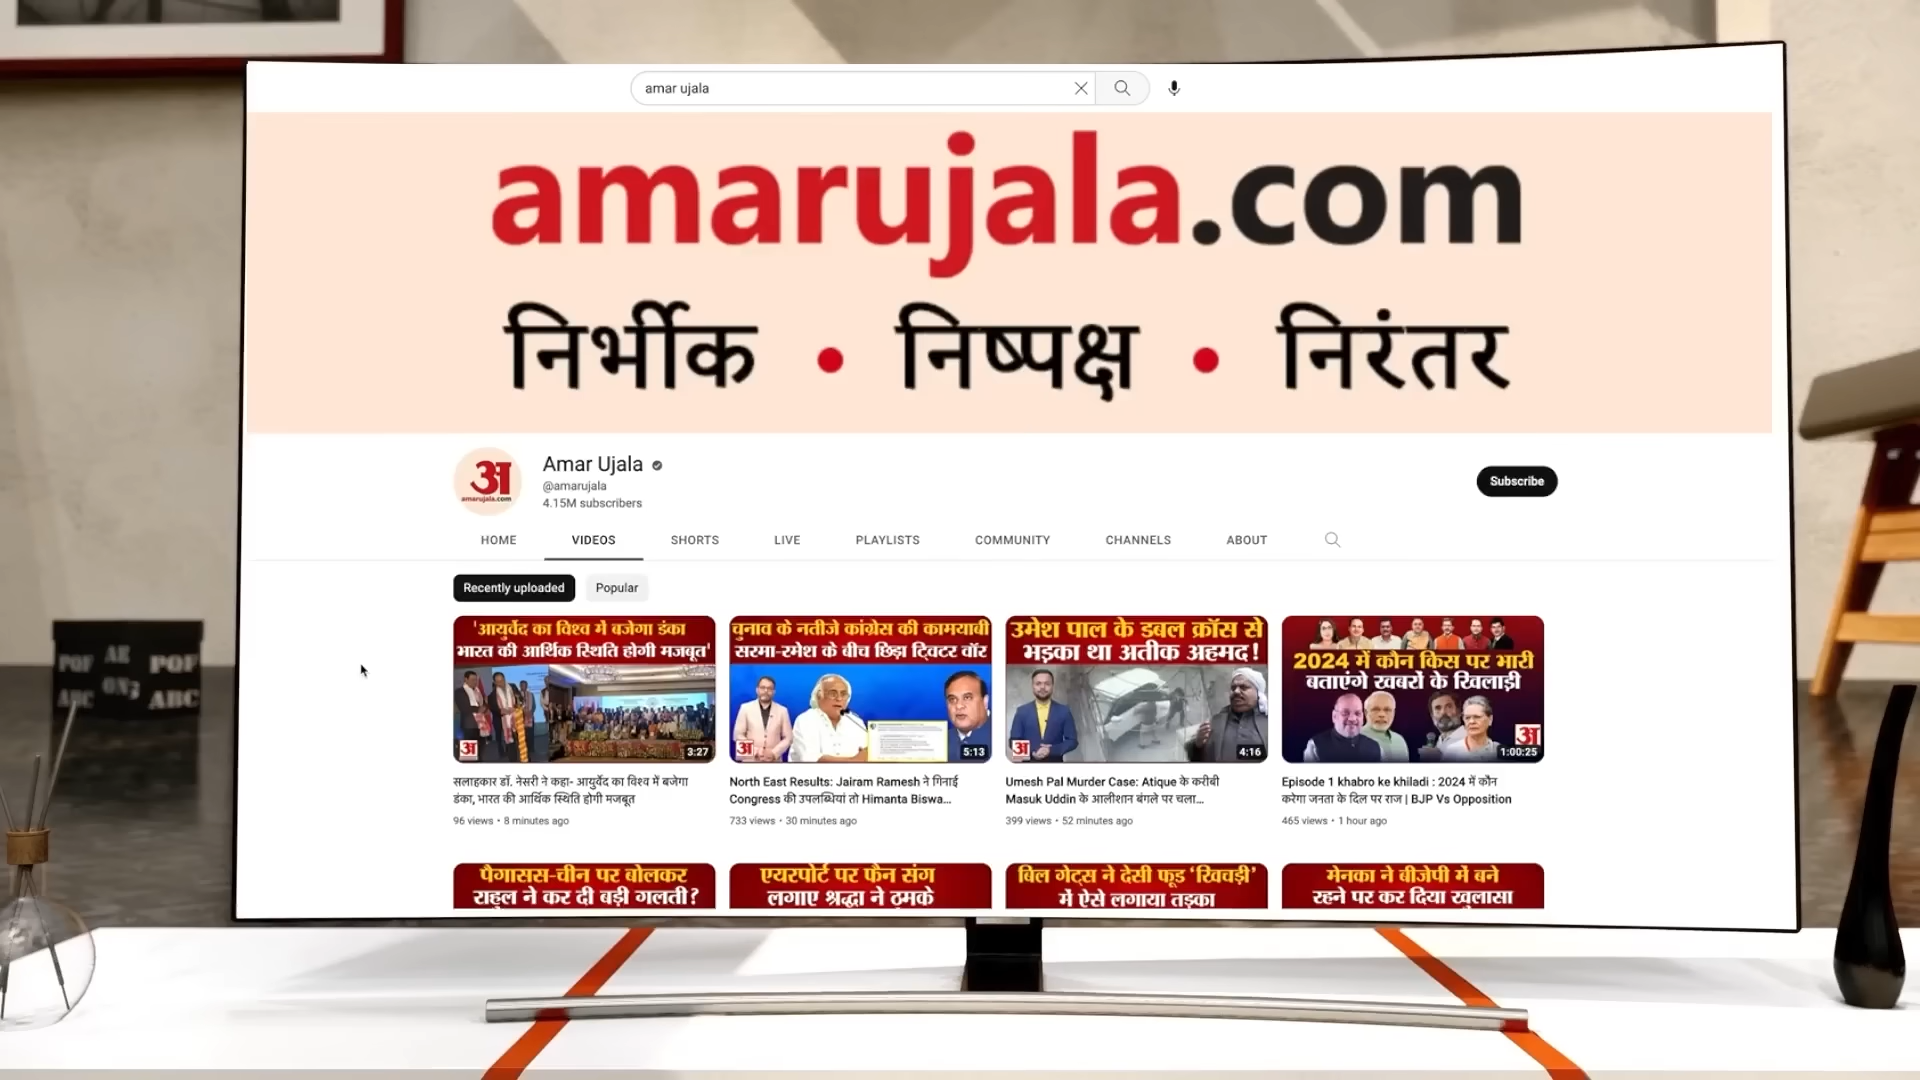 amar ujala
amarujala.com
निर्भीक • निष्पक्ष • निरंतर
अ
amarujala.com
Amar Ujala
@amarujala
4.15M subscribers
Subscribe
HOME VIDEOS SHORTS LIVE PLAYLISTS COMMUNITY CHANNELS ABOUT
Recently uploaded Popular
'आयुर्वेद का विश्व में बजेगा डंका
भारत की आर्थिक स्थिति होगी मजबूत'
अ
3:27
सलाहकार डॉ. नेसरी ने कहा- आयुर्वेद का विश्व में बजेगा
डंका, भारत की आर्थिक स्थिति होगी मजबूत
96 views • 8 minutes ago
चुनाव के नतीजे कांग्रेस की कामयाबी
सरमा-रमेश के बीच छिड़ा ट्विटर वॉर
अ
5:13
North East Results: Jairam Ramesh ने गिनाई
Congress की उपलब्धियां तो Himanta Biswa...
733 views • 30 minutes ago
उमेश पाल के डबल क्रॉस से
भड़का था अतीक अहमद!
अ
4:16
Umesh Pal Murder Case: Atique के करीबी
Masuk Uddin के आलीशान बंगले पर चला...
399 views • 52 minutes ago
2024 में कौन किस पर भारी
बताएंगे खबरों के खिलाड़ी
अ
1:00:25
Episode 1 khabro ke khiladi : 2024 में कौन
करेगा जनता के दिल पर राज | BJP Vs Opposition
465 views • 1 hour ago
पैगासस-चीन पर बोलकर
राहुल ने कर दी बड़ी गलती?
एयरपोर्ट पर फैन संग
लगाए श्रद्धा ने ठुमके
बिल गेट्स ने देसी फूड 'खिचड़ी'
में ऐसे लगाया तड़का
मेनका ने बीजेपी में बने
रहने पर कर दिया खुलासा